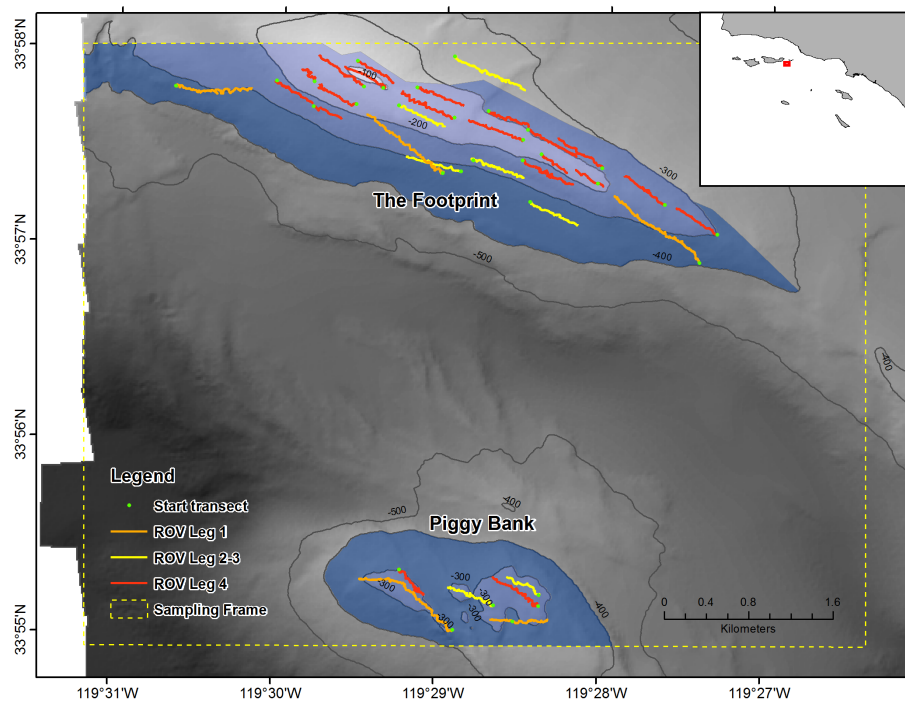 33°58'N
-100
-200
-300
The Footprint
33°57'N
-500
-400
-400
33°56'N
Legend
Start transect
ROV Leg 1
ROV Leg 2-3
ROV Leg 4
Sampling Frame
-400
-500
Piggy Bank
-300
-300
-300
-300
-300
-400
0 0.4 0.8 1.6
Kilometers
33°55'N
119°31'W 119°30'W 119°29'W 119°28'W 119°27'W